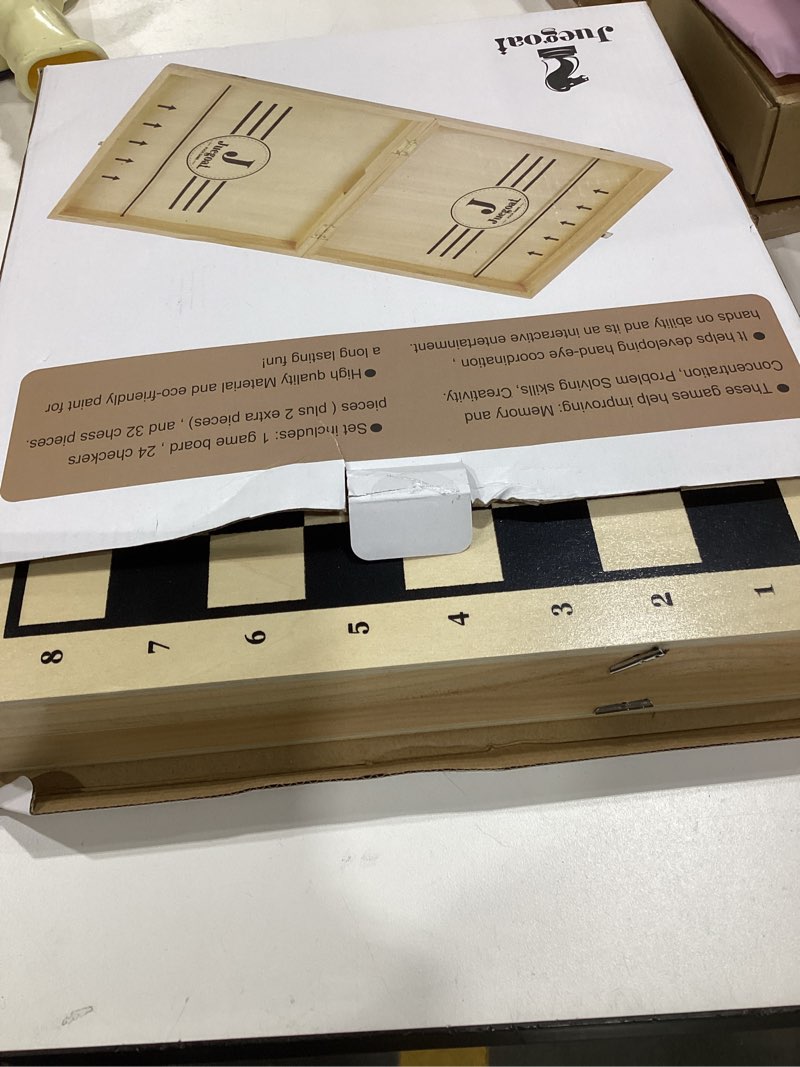 Juegoal
J
Juegoal
J
Juegoal
● These games help improving: Memory and
Concentration, Problem Solving skills, Creativity.
● It helps developing hand-eye coordination ,
hands on ability and its an interactive entertainment.
● Set includes: 1 game board , 24 checkers
pieces ( plus 2 extra pieces) , and 32 chess pieces.
● High quality Material and eco-friendly paint for
a long lasting fun!
8 7 6 5 4 3 2 1